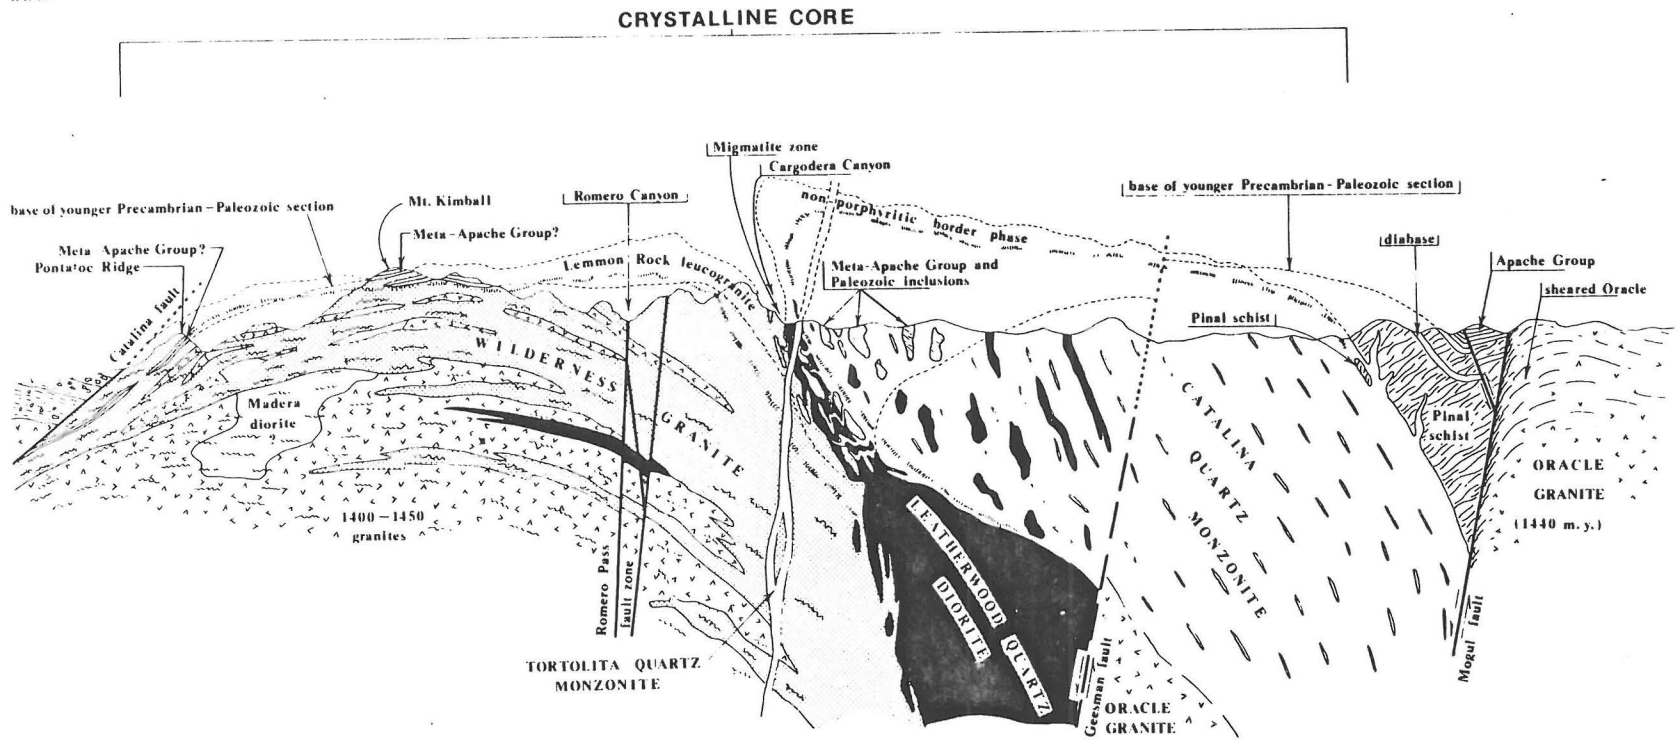 CRYSTALLINE CORE
Migmatite zone
Cargodera Canyon
base of younger Precambrian-Paleozoic section
Mt. Kimball
Romero Canyon
non-porphyritic border phase
base of younger Precambrian-Paleozoic section
Meta-Apache Group?
Meta Apache Group?
Pontatoc Ridge
Lemmon Rock leucogranite
Meta-Apache Group and
Paleozoic inclusions
diabase
Apache Group
sheared Oracle
Catalina fault
Pinal schist
WILDERNESS
GRANITE
Madera
diorite
?
CATALINA
QUARTZ
MONZONITE
Pinal
schist
ORACLE
GRANITE
(1440 m.y.)
1400-1450
granites
LEATHERWOOD QUARTZ
DIORITE
Romero Pass
fault zone
TORTOLITA QUARTZ
MONZONITE
Geesman fault
ORACLE
GRANITE
Mogul fault